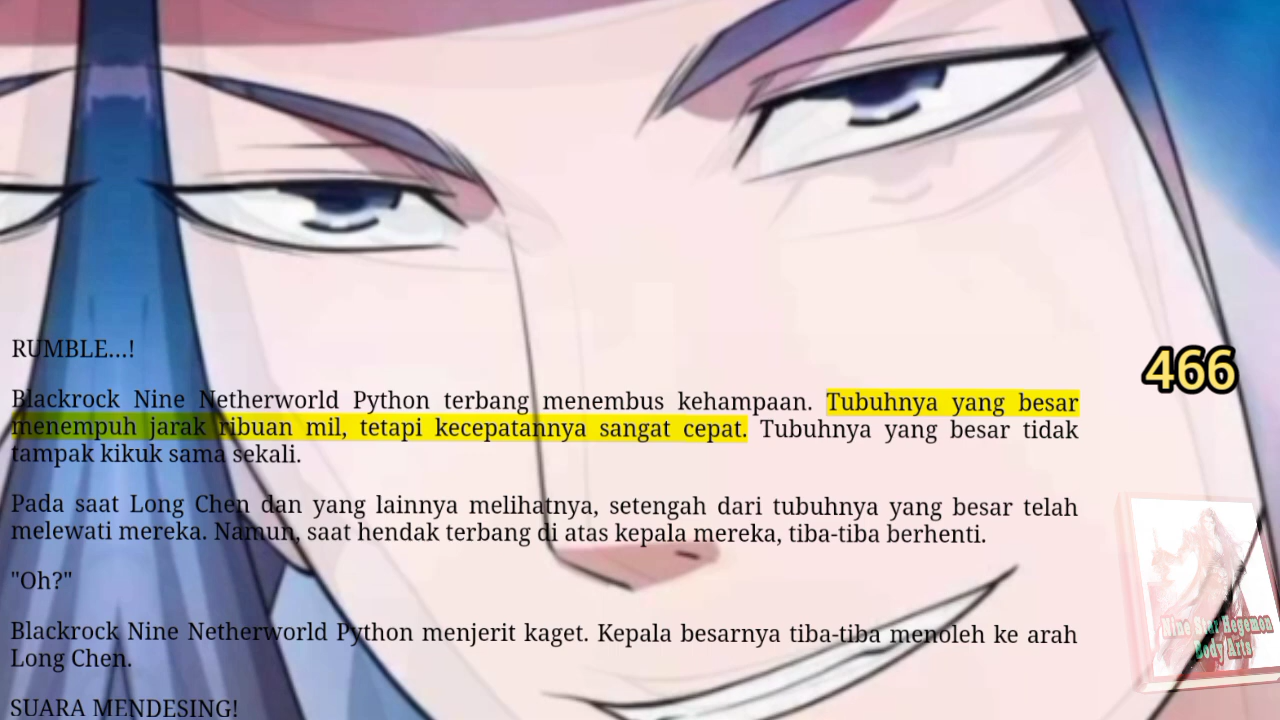 RUMBLE...!
Blackrock Nine Netherworld Python terbang menembus kehampaan. Tubuhnya yang besar
menempuh jarak ribuan mil, tetapi kecepatannya sangat cepat. Tubuhnya yang besar tidak
tampak kikuk sama sekali.
Pada saat Long Chen dan yang lainnya melihatnya, setengah dari tubuhnya yang besar telah
melewati mereka. Namun, saat hendak terbang di atas kepala mereka, tiba-tiba berhenti.
"Oh?"
Blackrock Nine Netherworld Python menjerit kaget. Kepala besarnya tiba-tiba menoleh ke arah
Long Chen.
SUARA MENDESING!
466
Nine Star Hegemon
Body Arts